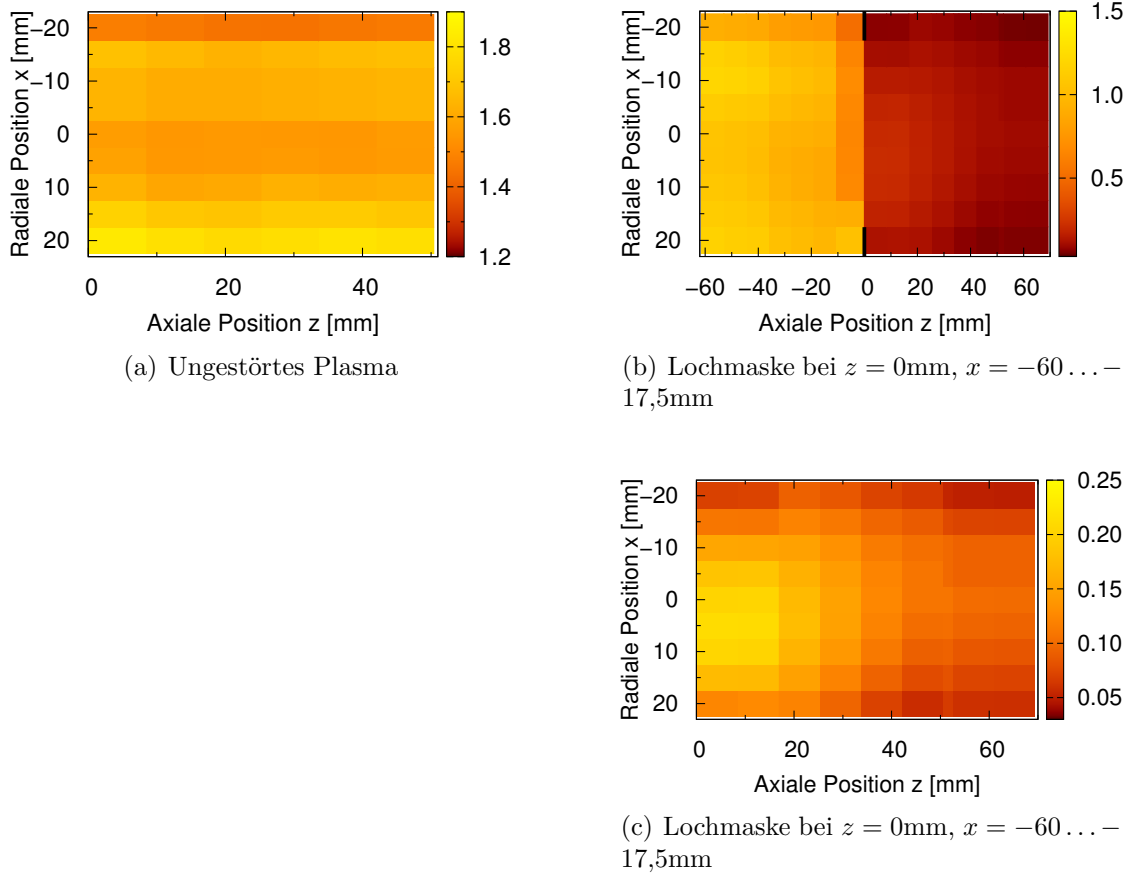 −20
−10
0
10
20
Radiale Position x [mm]
0
20
40
Axiale Position z [mm]
1.8
1.6
1.4
1.2
(a) Ungestörtes Plasma
−20
−10
0
10
20
Radiale Position x [mm]
−60 −40 −20 0 20 40 60
Axiale Position z [mm]
1.5
1.0
0.5
(b) Lochmaske bei z = 0mm, x = −60 . . . −
17,5mm
−20
−10
0
10
20
Radiale Position x [mm]
0 20 40 60
Axiale Position z [mm]
0.25
0.20
0.15
0.10
0.05
(c) Lochmaske bei z = 0mm, x = −60 . . . −
17,5mm